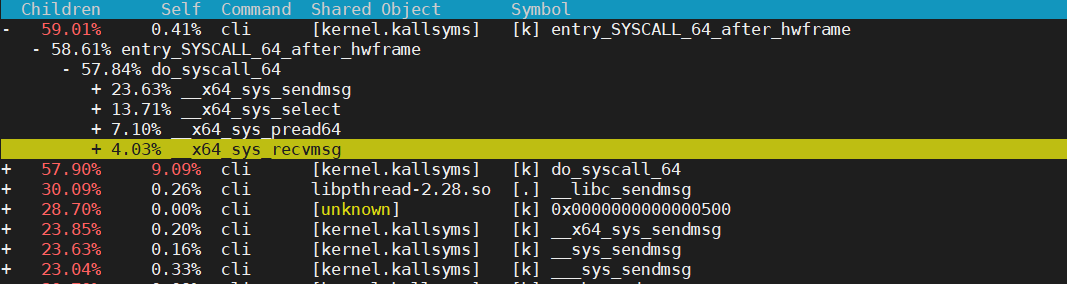 Children Self Command Shared Object Symbol
- 59.01% 0.41% cli [kernel.kallsyms] [k] entry_SYSCALL_64_after_hwframe
- 58.61% entry_SYSCALL_64_after_hwframe
- 57.84% do_syscall_64
+ 23.63% __x64_sys_sendmsg
+ 13.71% __x64_sys_select
+ 7.10% __x64_sys_pread64
+ 4.03% __x64_sys_recvmsg
+ 57.90% 9.09% cli [kernel.kallsyms] [k] do_syscall_64
+ 30.09% 0.26% cli libpthread-2.28.so [.] __libc_sendmsg
+ 28.70% 0.00% cli [unknown] [k] 0x0000000000000500
+ 23.85% 0.20% cli [kernel.kallsyms] [k] __x64_sys_sendmsg
+ 23.63% 0.16% cli [kernel.kallsyms] [k] __sys_sendmsg
+ 23.04% 0.33% cli [kernel.kallsyms] [k] ___sys_sendmsg